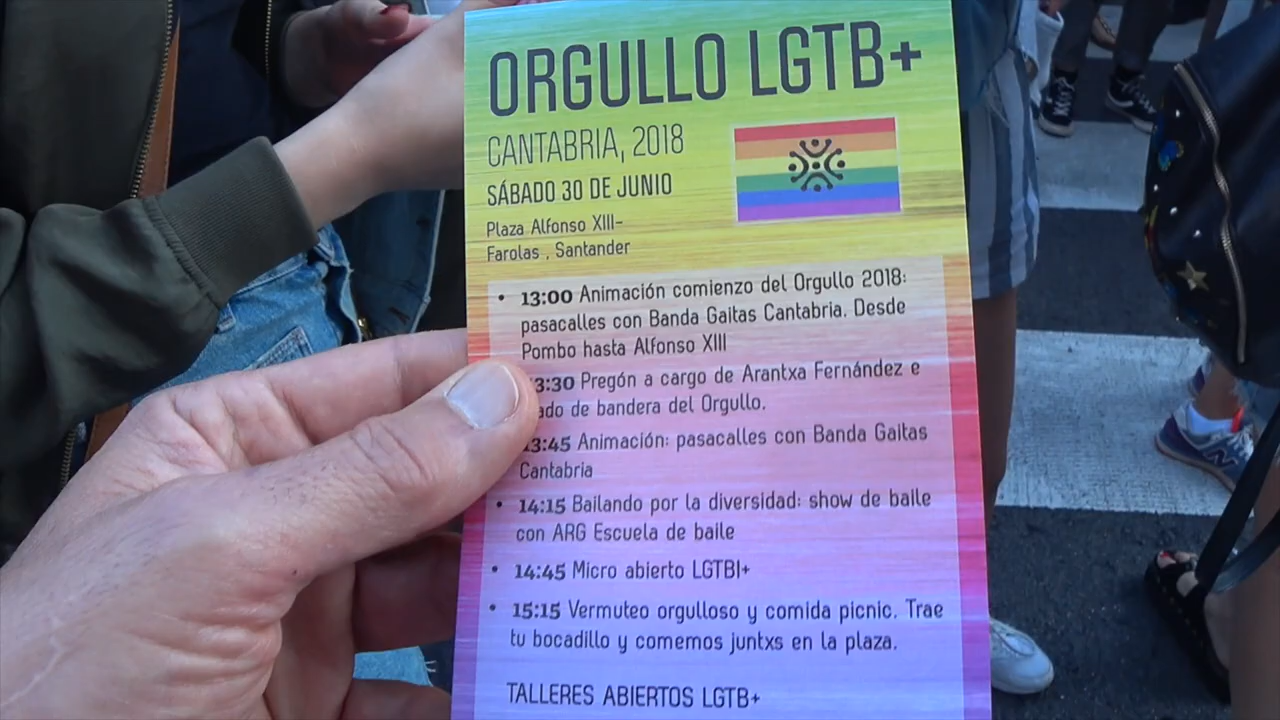 ORGULLO LGTB+
CANTABRIA, 2018
SÁBADO 30 DE JUNIO
Plaza Alfonso XIII-
Farolas , Santander
• 13:00 Animación comienzo del Orgullo 2018:
pasacalles con Banda Gaitas Cantabria. Desde
Pombo hasta Alfonso XIII
3:30 Pregón a cargo de Arantxa Fernández e
ado de bandera del Orgullo.
13:45 Animación: pasacalles con Banda Gaitas
Cantabria
• 14:15 Bailando por la diversidad: show de baile
con ARG Escuela de baile
• 14:45 Micro abierto LGTBI+
• 15:15 Vermuteo orgulloso y comida picnic. Trae
tu bocadillo y comemos juntxs en la plaza.
TALLERES ABIERTOS LGTB+